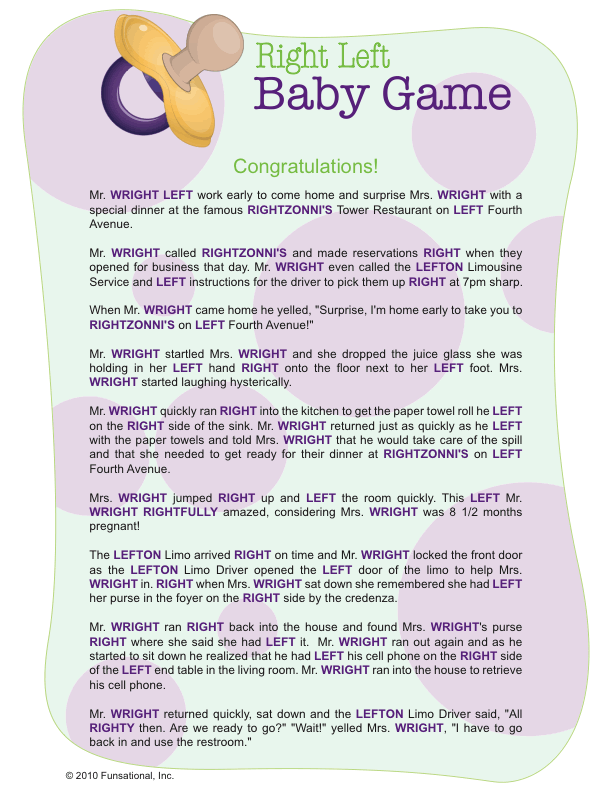 Right Left
Baby Game
Congratulations!
Mr. WRIGHT LEFT work early to come home and surprise Mrs. WRIGHT with a
special dinner at the famous RIGHTZONNI'S Tower Restaurant on LEFT Fourth
Avenue.
Mr. WRIGHT called RIGHTZONNI'S and made reservations RIGHT when they
opened for business that day. Mr. WRIGHT even called the LEFTON Limousine
Service and LEFT instructions for the driver to pick them up RIGHT at 7pm sharp.
When Mr. WRIGHT came home he yelled, "Surprise, I'm home early to take you to
RIGHTZONNI'S on LEFT Fourth Avenue!"
Mr. WRIGHT startled Mrs. WRIGHT and she dropped the juice glass she was
holding in her LEFT hand RIGHT onto the floor next to her LEFT foot. Mrs.
WRIGHT started laughing hysterically.
Mr. WRIGHT quickly ran RIGHT into the kitchen to get the paper towel roll he LEFT
on the RIGHT side of the sink. Mr. WRIGHT returned just as quickly as he LEFT
with the paper towels and told Mrs. WRIGHT that he would take care of the spill
and that she needed to get ready for their dinner at RIGHTZONNI'S on LEFT
Fourth Avenue.
Mrs. WRIGHT jumped RIGHT up and LEFT the room quickly. This LEFT Mr.
WRIGHT RIGHTFULLY amazed, considering Mrs. WRIGHT was 8 1/2 months
pregnant!
The LEFTON Limo arrived RIGHT on time and Mr. WRIGHT locked the front door
as the LEFTON Limo Driver opened the LEFT door of the limo to help Mrs.
WRIGHT in. RIGHT when Mrs. WRIGHT sat down she remembered she had LEFT
her purse in the foyer on the RIGHT side by the credenza.
Mr. WRIGHT ran RIGHT back into the house and found Mrs. WRIGHT's purse
RIGHT where she said she had LEFT it. Mr. WRIGHT ran out again and as he
started to sit down he realized that he had LEFT his cell phone on the RIGHT side
of the LEFT end table in the living room. Mr. WRIGHT ran into the house to retrieve
his cell phone.
Mr. WRIGHT returned quickly, sat down and the LEFTON Limo Driver said, "All
RIGHTY then. Are we ready to go?" "Wait!" yelled Mrs. WRIGHT, "I have to go
back in and use the restroom."
© 2010 Funsational, Inc.